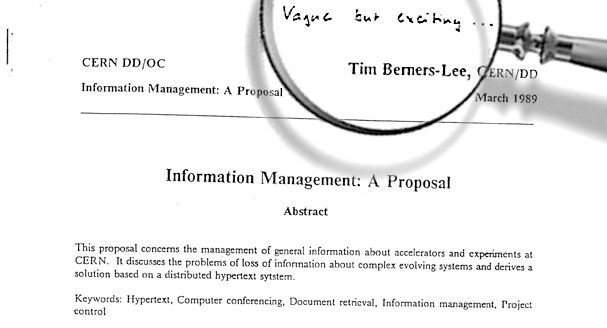 Vague but exciting ...
CERN DD/OC
Tim Berners-Lee, CERN/DD
Information Management: A Proposal
March 1989
Information Management: A Proposal
Abstract
This proposal concerns the management of general information about accelerators and experiments at
CERN. It discusses the problems of loss of information about complex evolving systems and derives a
solution based on a distributed hypertext sytstem.
Keywords: Hypertext, Computer conferencing, Document retrieval, Information management, Project
control